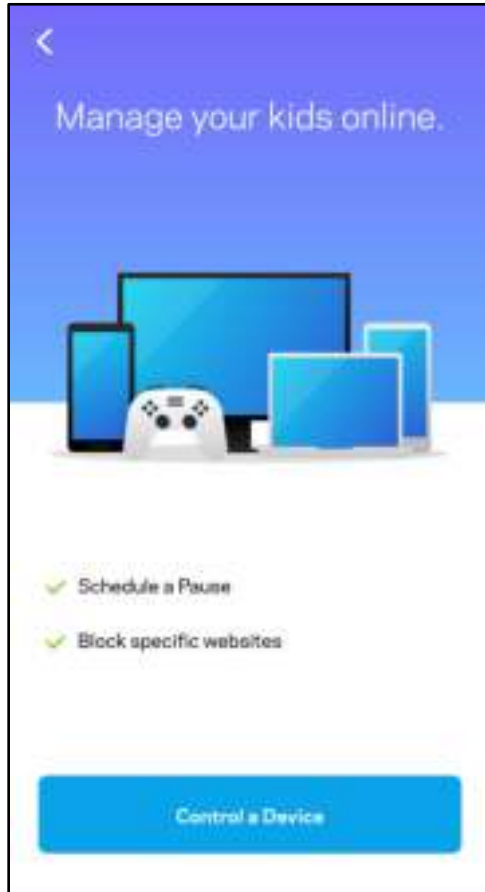 Manage your kids online.
Schedule a Pause
Block specific websites
Control a Device